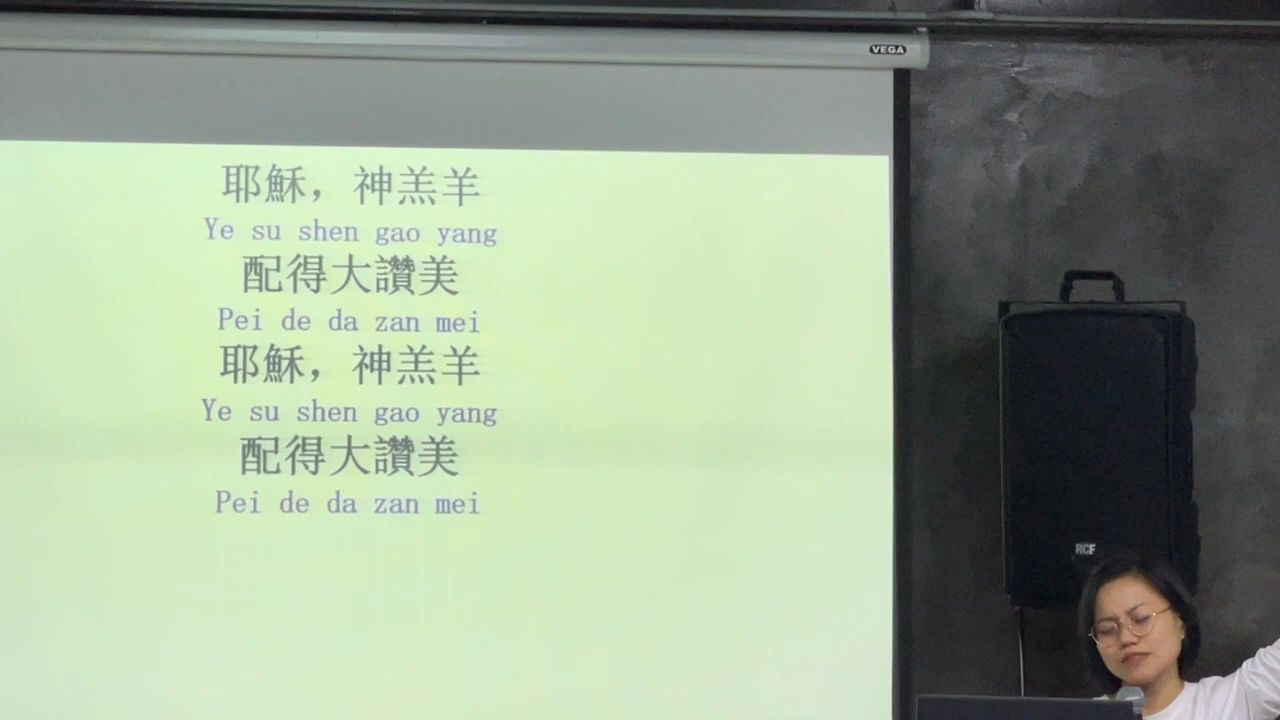 VEGA
耶穌，神羔羊
Ye su shen gao yang
配得大讚美
Pei de da zan mei
耶穌，神羔羊
Ye su shen gao yang
配得大讚美
Pei de da zan mei
RCF